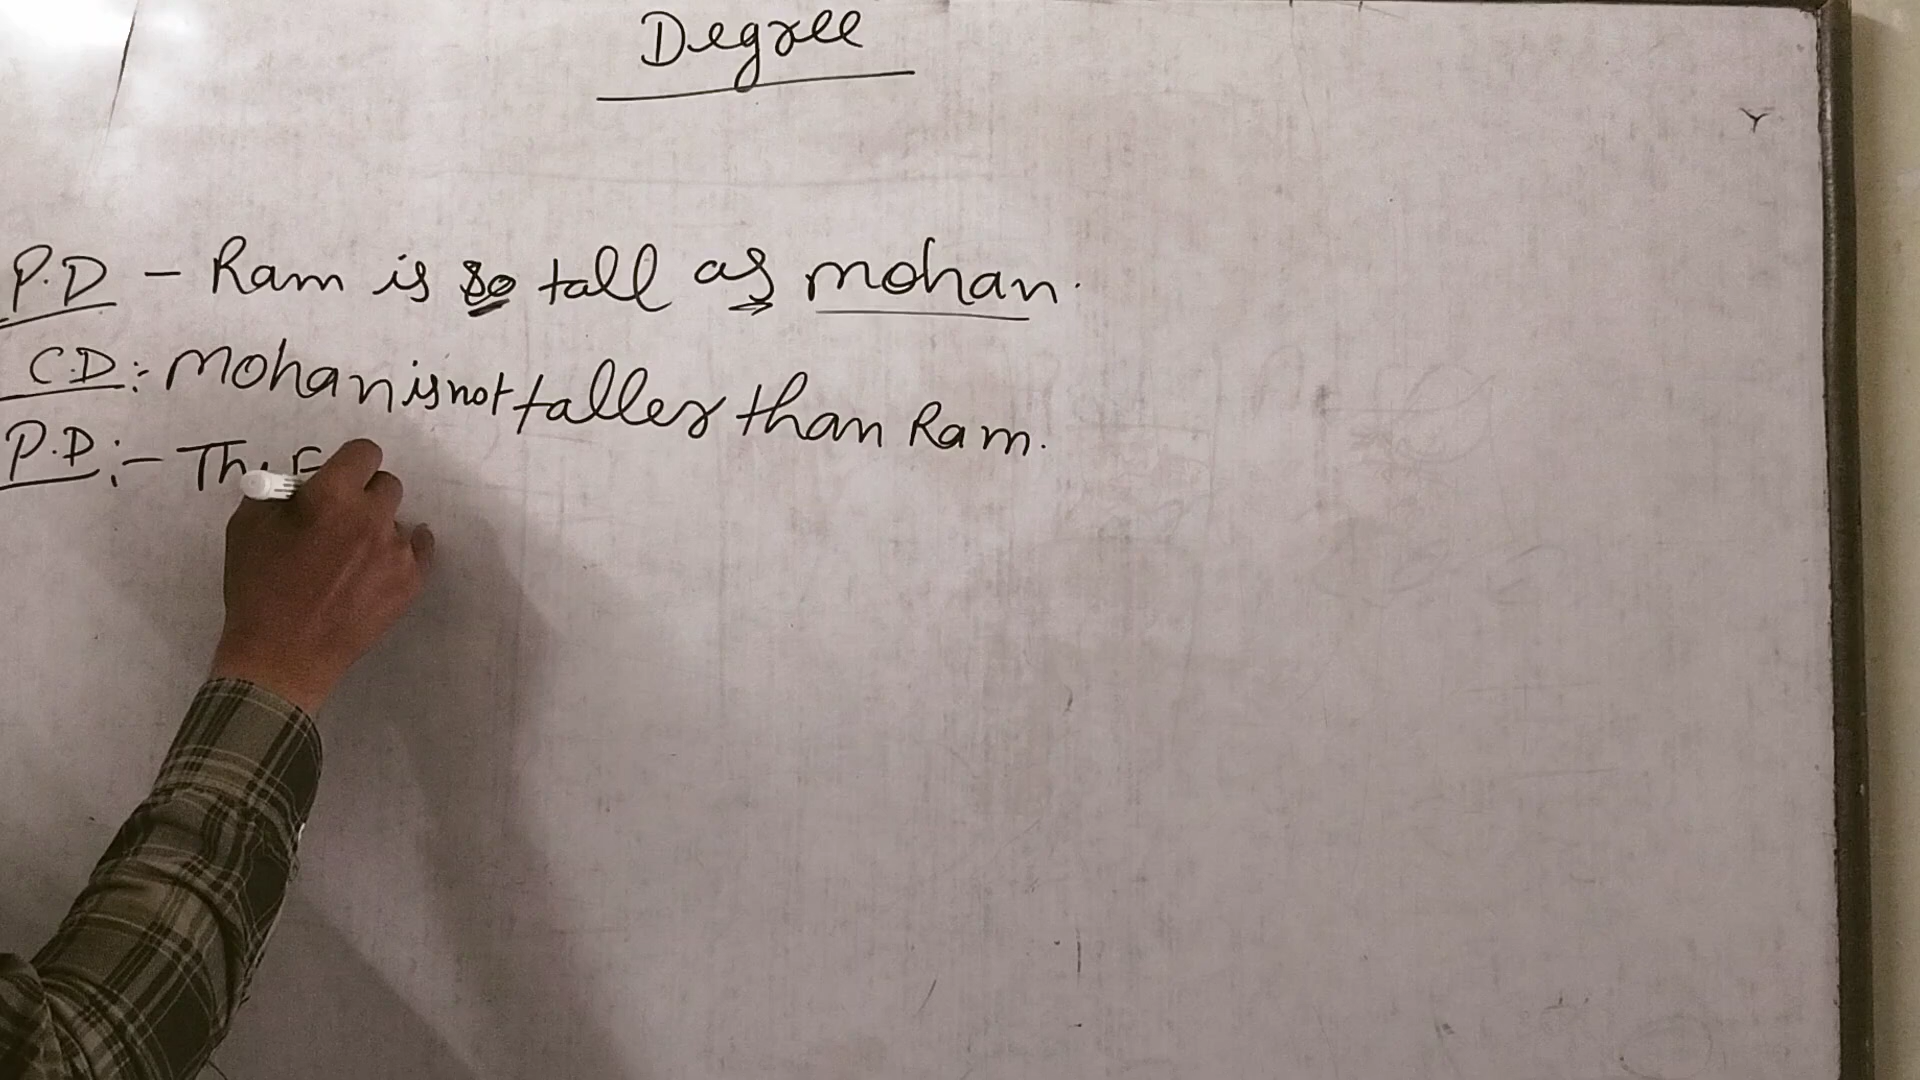 Degree
P.D - Ram is so tall as mohan.
C.D:- Mohan is not taller than Ram.
P.D:- Th